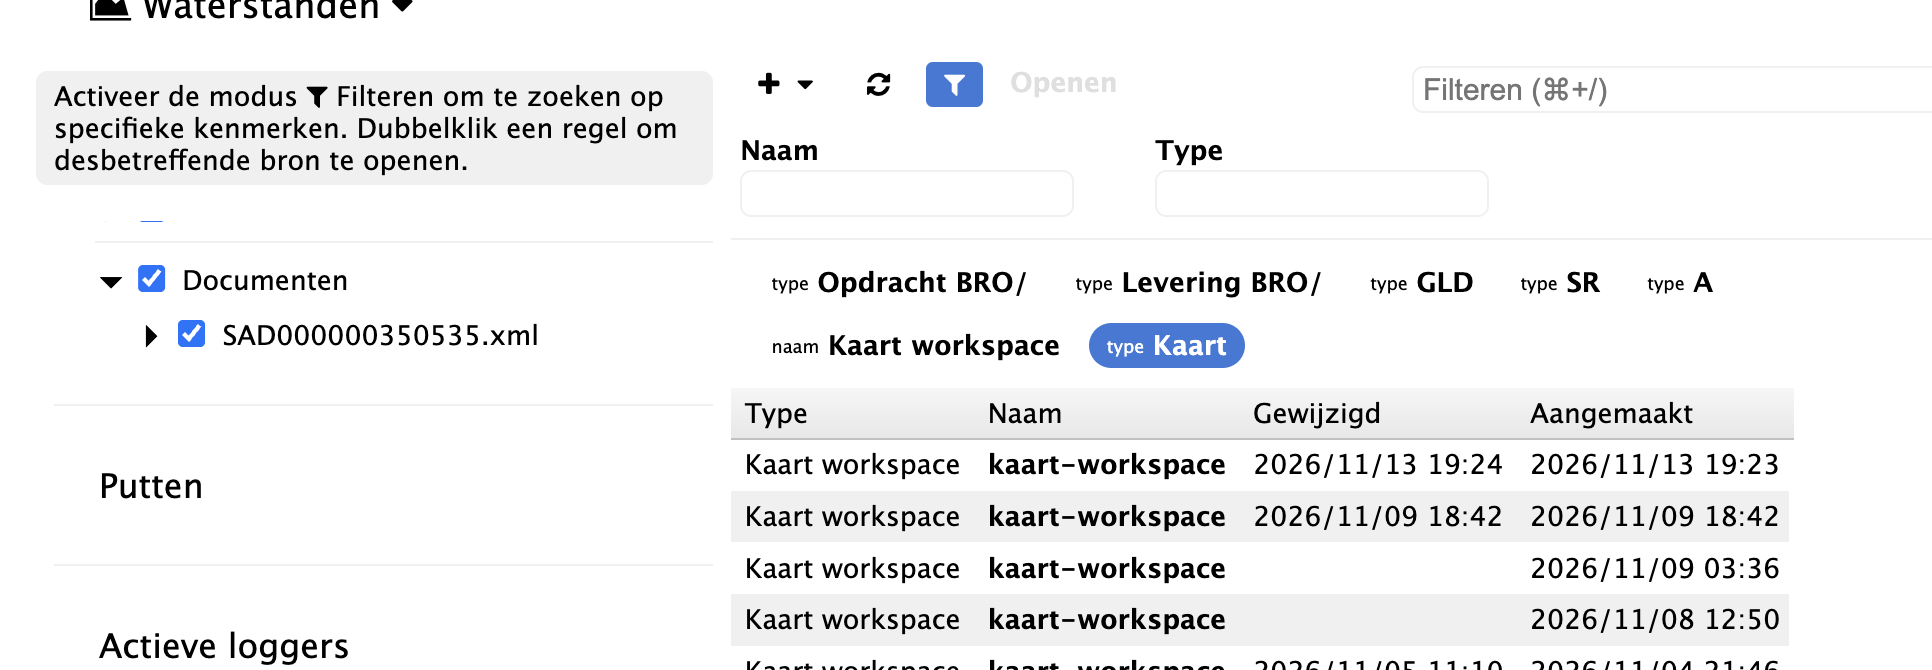 Waterstanden
Activeer de modus Filteren om te zoeken op
specifieke kenmerken. Dubbelklik een regel om
desbetreffende bron te openen.
Documenten
SAD000000350535.xml
Putten
Actieve loggers
Openen
Filteren (⌘+/)
Naam Type
type Opdracht BRO/ type Levering BRO/ type GLD type SR type A
naam Kaart workspace type Kaart
Type Naam Gewijzigd Aangemaakt
Kaart workspace kaart-workspace 2026/11/13 19:24 2026/11/13 19:23
Kaart workspace kaart-workspace 2026/11/09 18:42 2026/11/09 18:42
Kaart workspace kaart-workspace 2026/11/09 03:36
Kaart workspace kaart-workspace 2026/11/08 12:50
Kaart workspace kaart-workspace